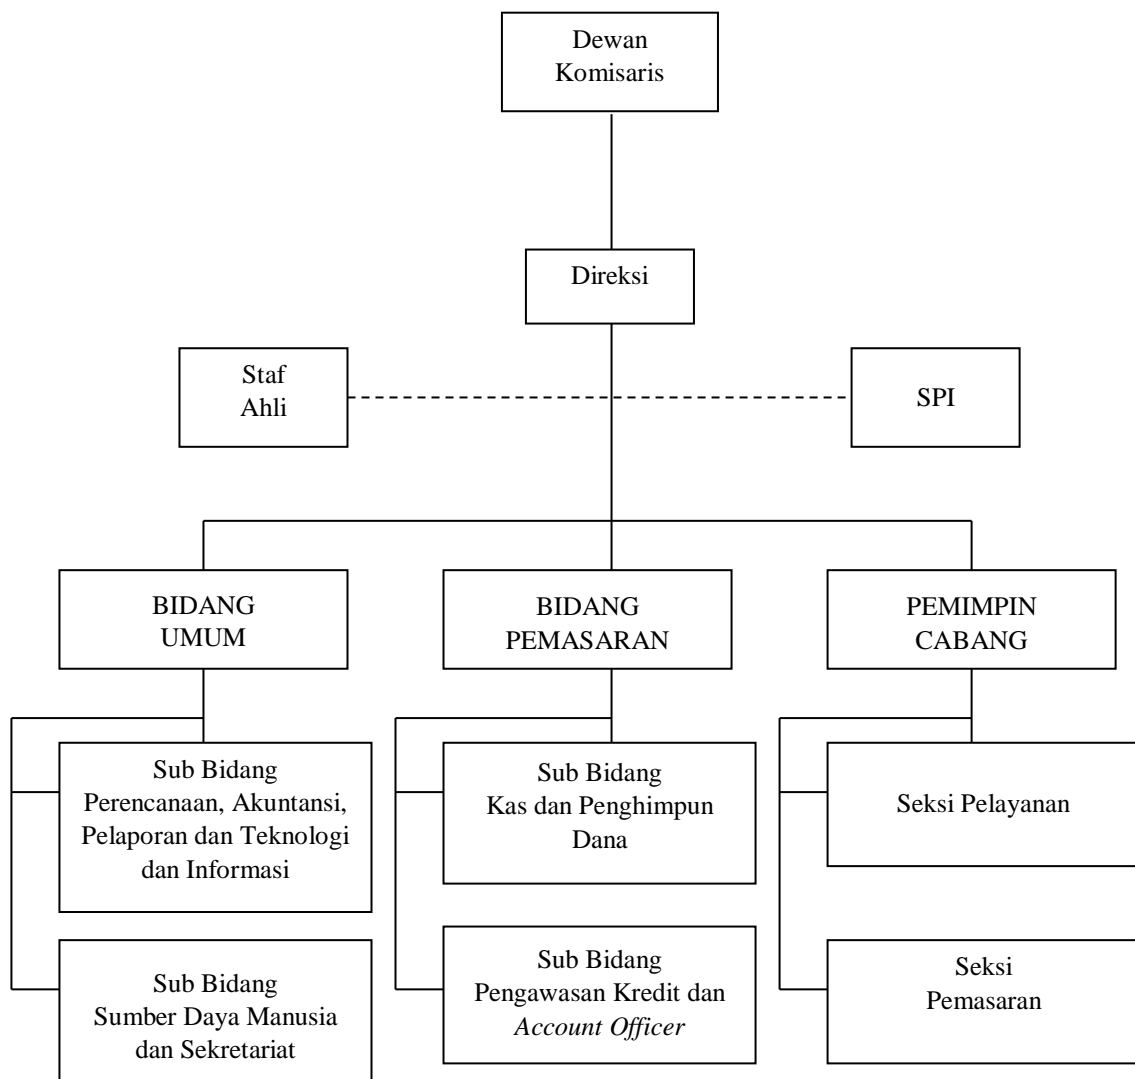 Dewan
Komisaris
Direksi
Staf
Ahli
SPI
BIDANG
UMUM
BIDANG
PEMASARAN
PEMIMPIN
CABANG
Sub Bidang
Perencanaan, Akuntansi,
Pelaporan dan Teknologi
dan Informasi
Sub Bidang
Kas dan Penghimpun
Dana
Seksi Pelayanan
Sub Bidang
Sumber Daya Manusia
dan Sekretariat
Sub Bidang
Pengawasan Kredit dan
Account Officer
Seksi
Pemasaran